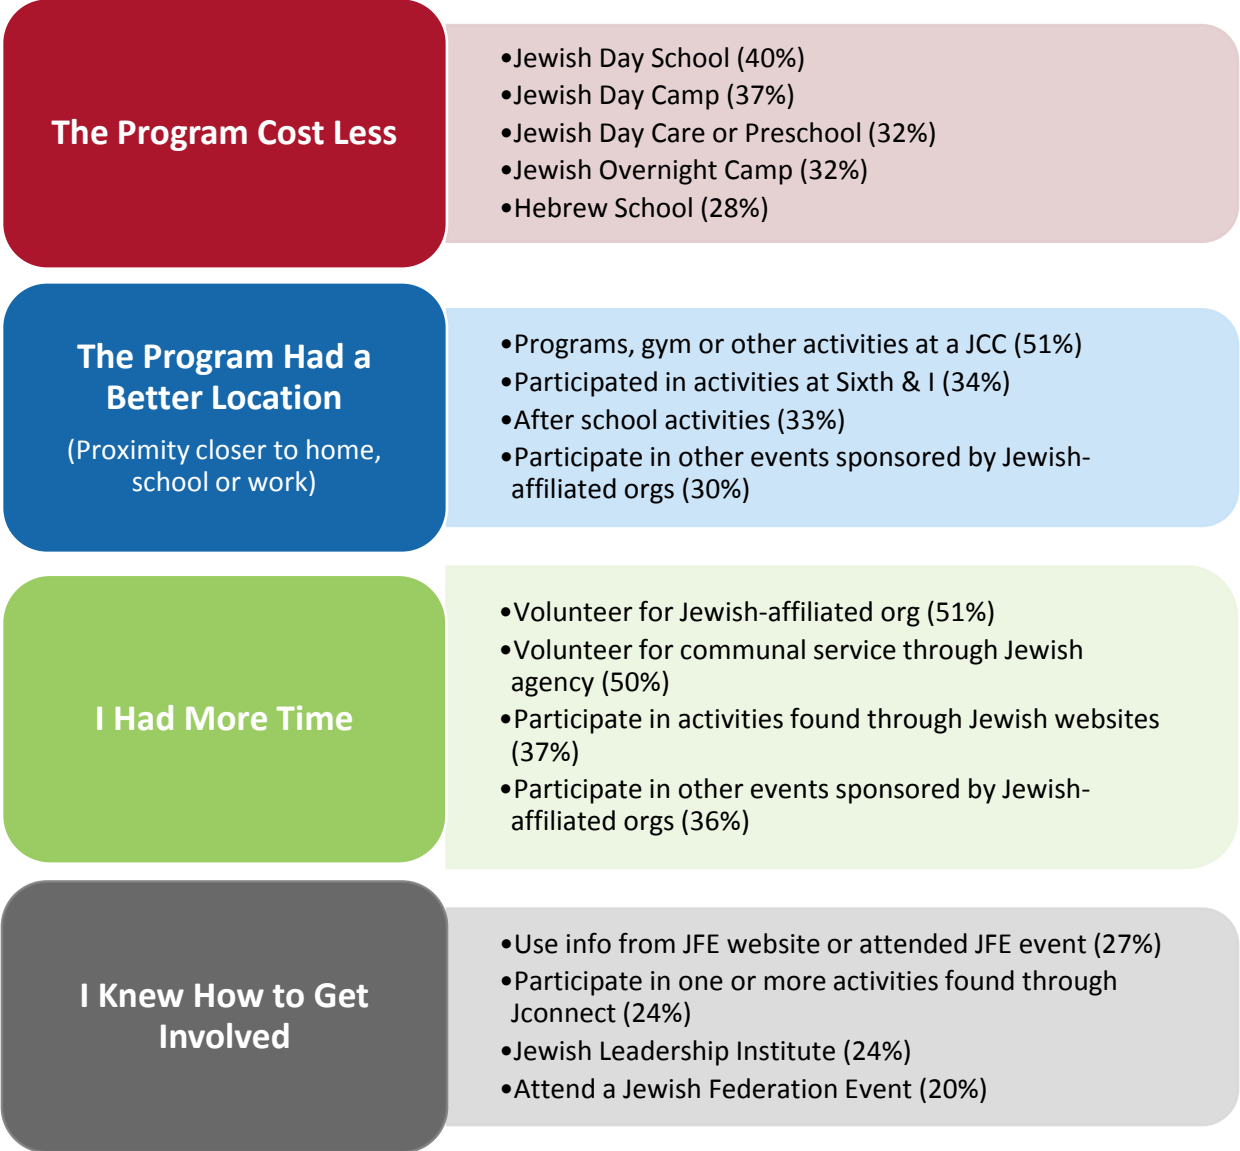 The Program Cost Less
•Jewish Day School (40%)
•Jewish Day Camp (37%)
•Jewish Day Care or Preschool (32%)
•Jewish Overnight Camp (32%)
•Hebrew School (28%)
The Program Had a
Better Location
(Proximity closer to home,
school or work)
•Programs, gym or other activities at a JCC (51%)
•Participated in activities at Sixth & I (34%)
•After school activities (33%)
•Participate in other events sponsored by Jewish-
affiliated orgs (30%)
I Had More Time
•Volunteer for Jewish-affiliated org (51%)
•Volunteer for communal service through Jewish
agency (50%)
•Participate in activities found through Jewish websites
(37%)
•Participate in other events sponsored by Jewish-
affiliated orgs (36%)
I Knew How to Get
Involved
•Use info from JFE website or attended JFE event (27%)
•Participate in one or more activities found through
Jconnect (24%)
•Jewish Leadership Institute (24%)
•Attend a Jewish Federation Event (20%)